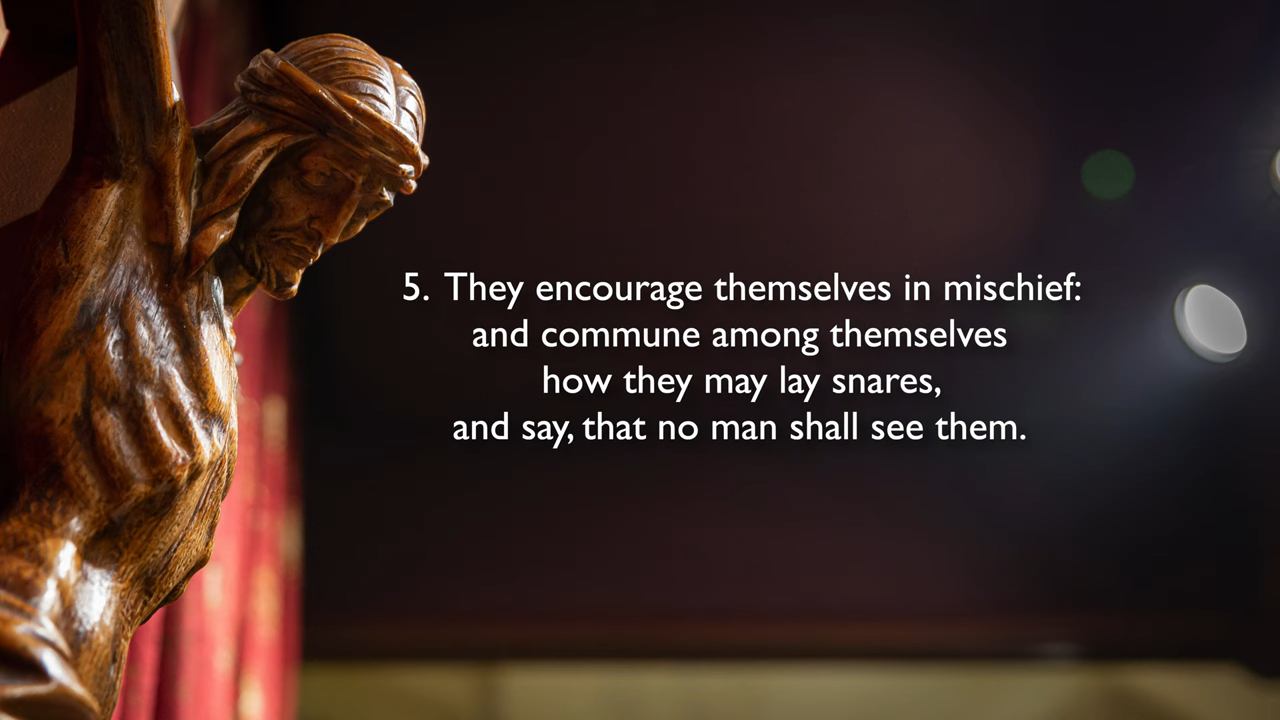 5. They encourage themselves in mischief:
and commune among themselves
how they may lay snares,
and say, that no man shall see them.